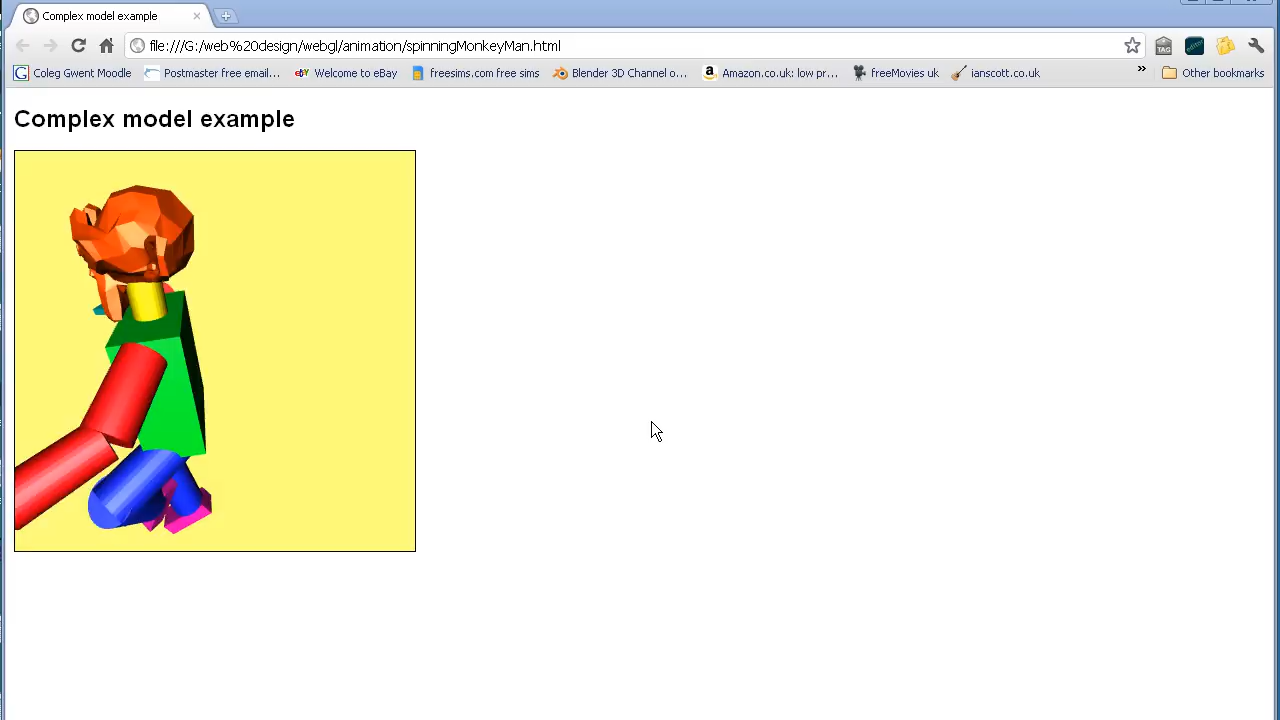 Complex model example
file:///G:/web%20design/webgl/animation/spinningMonkeyMan.html
Coleg Gwent Moodle
Postmaster free email...
Welcome to eBay
freesms.com free sms
Blender 3D Channel o...
Amazon.co.uk: low pr...
freeMovies uk
ianscott.co.uk
»
Other bookmarks
Complex model example